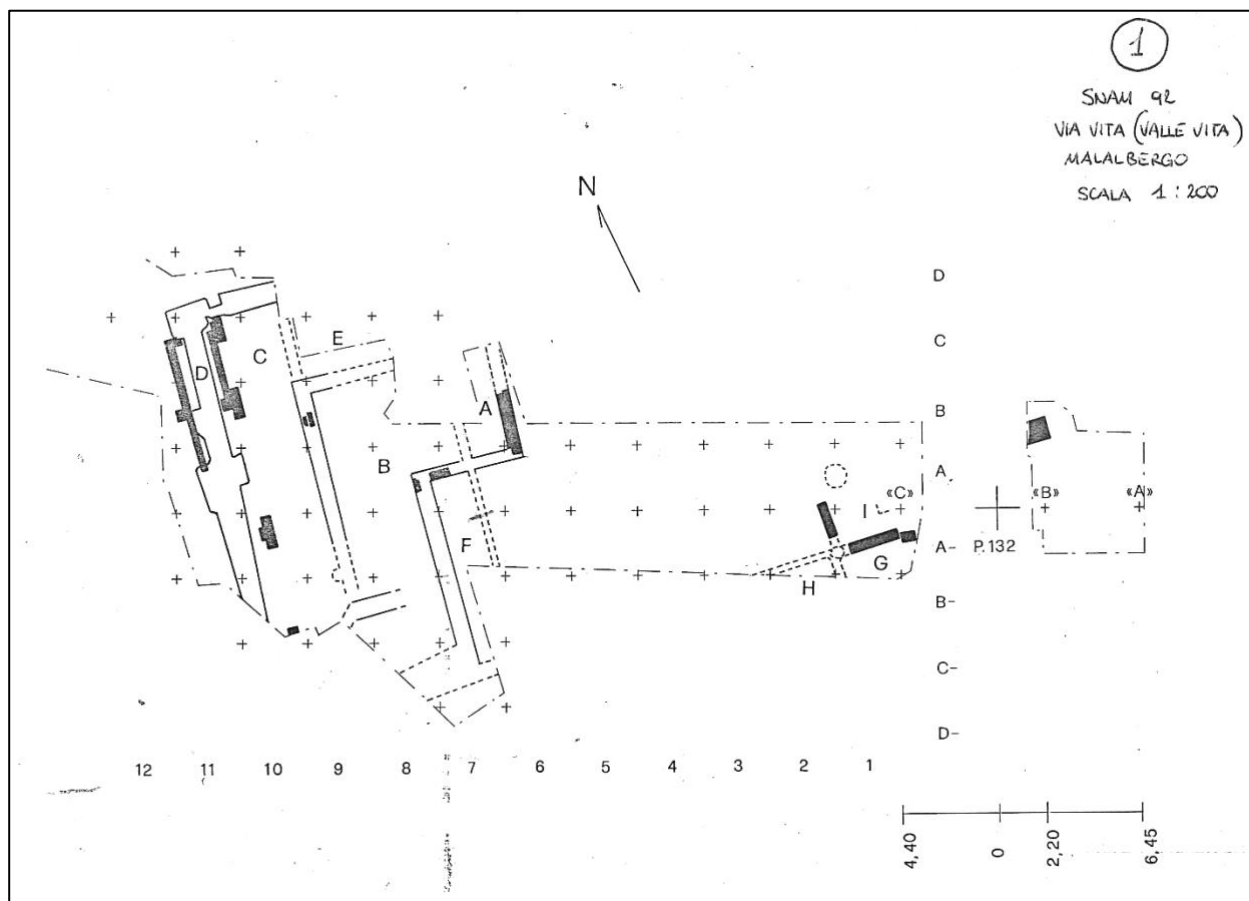 1
SNAM 92
VIA VITA (VALLE VITA)
MALALBERGO
SCALA 1 : 200
N
D
C
E
C
D
B
A
B
A
«C»
«B»
«A»
I
F
A-
P.132
G
H
B-
C-
D-
12 11 10 9 8 7 6 5 4 3 2 1
4,40 0 2,20 6,45